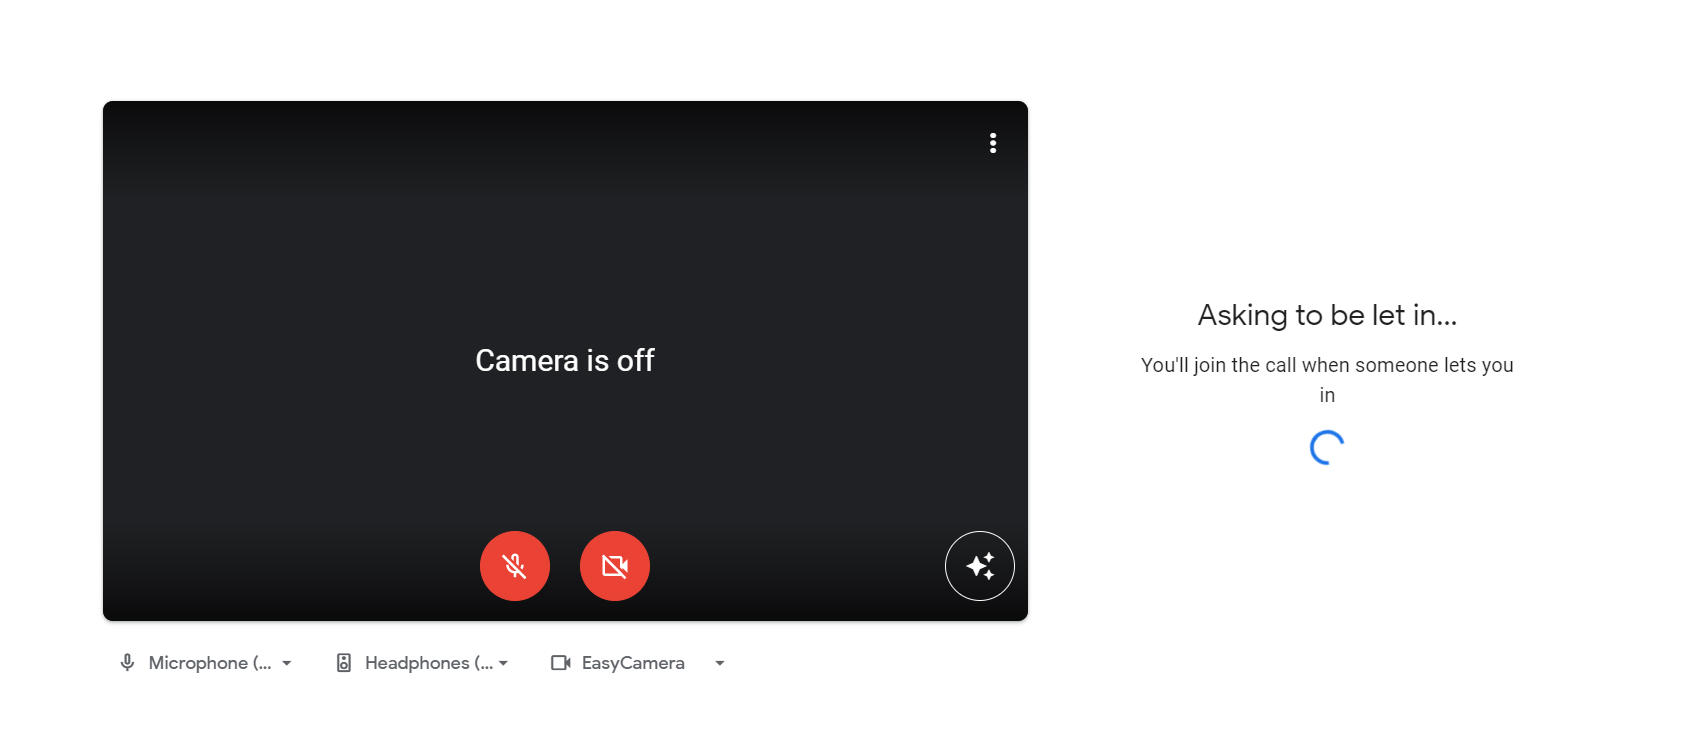 Camera is off
Asking to be let in...
You'll join the call when someone lets you
in
Microphone (...
Headphones (...
EasyCamera